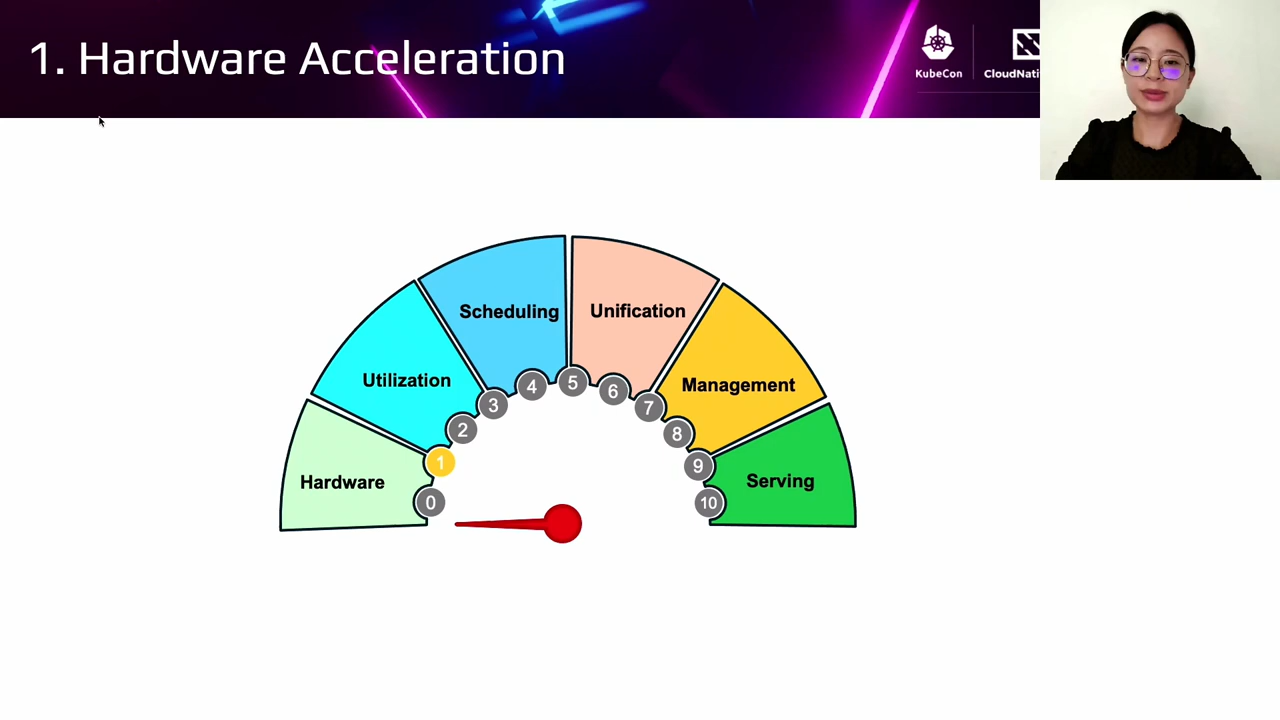 1. Hardware Acceleration
KubeCon
CloudNati
Scheduling
Unification
Utilization
Management
Hardware
Serving
0
1
2
3
4
5
6
7
8
9
10